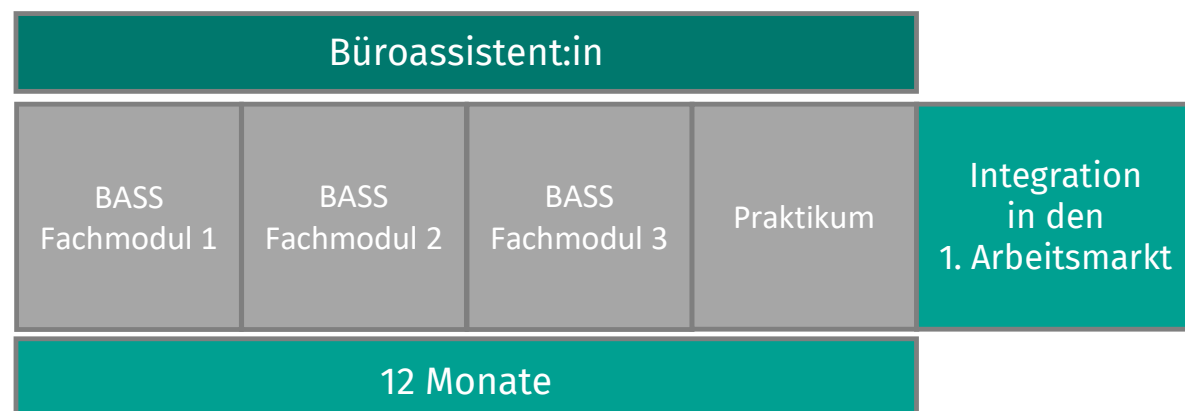 Büroassistent:in
BASS
Fachmodul 1
BASS
Fachmodul 2
BASS
Fachmodul 3
Praktikum
Integration
in den
1. Arbeitsmarkt
12 Monate